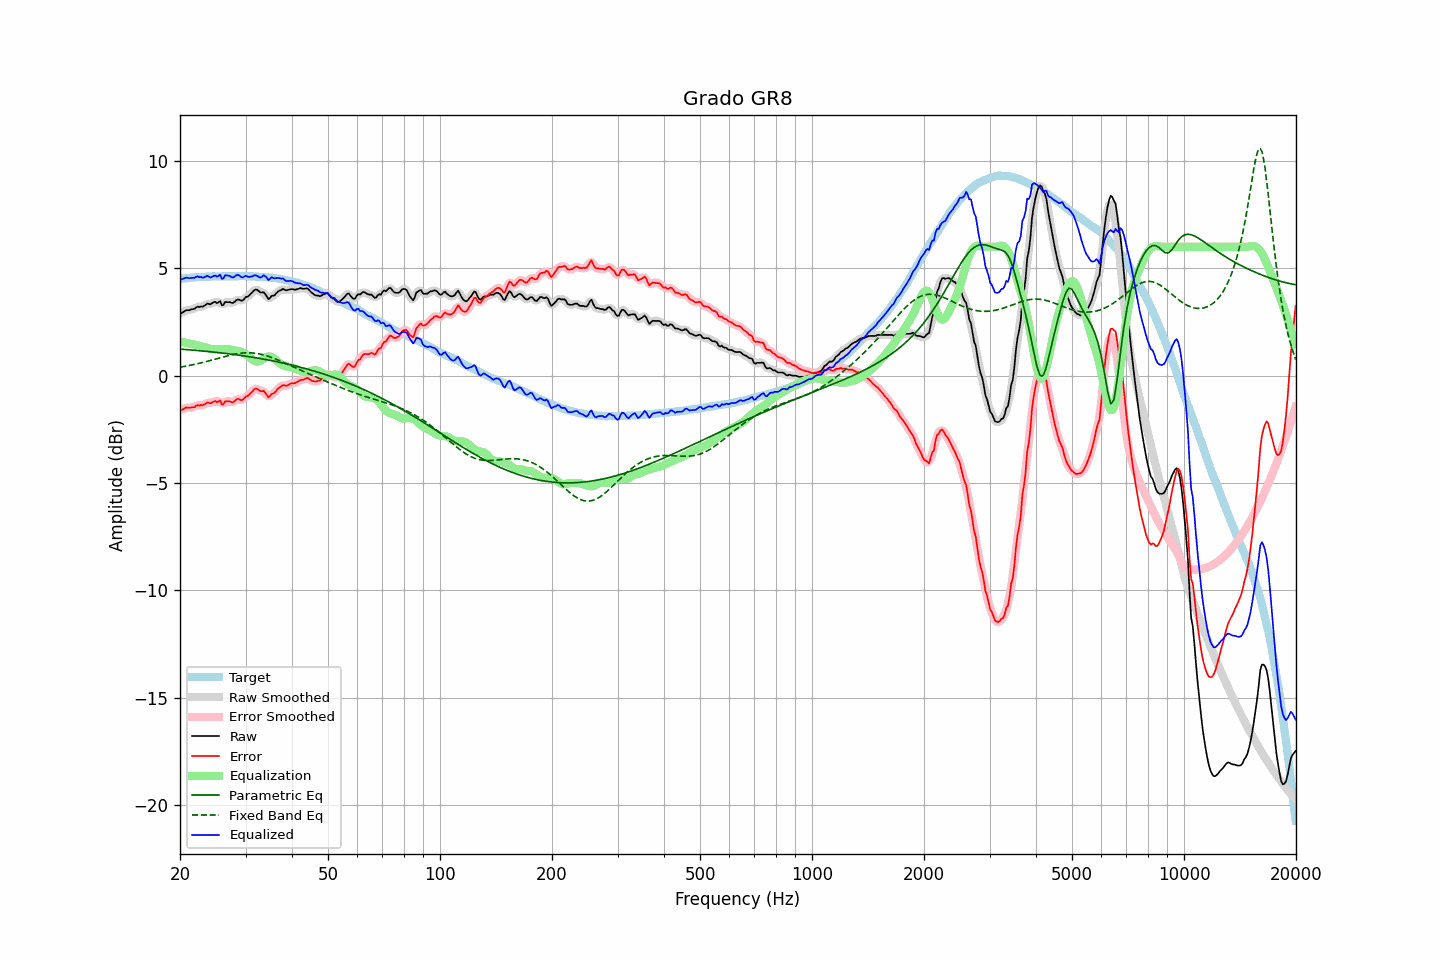 Grado GR8
Amplitude (dBr)
10
5
0
−5
−10
−15
−20
Target
Raw Smoothed
Error Smoothed
Raw
Error
Equalization
Parametric Eq
Fixed Band Eq
Equalized
20 50 100 200 500 1000 2000 5000 10000 20000
Frequency (Hz)